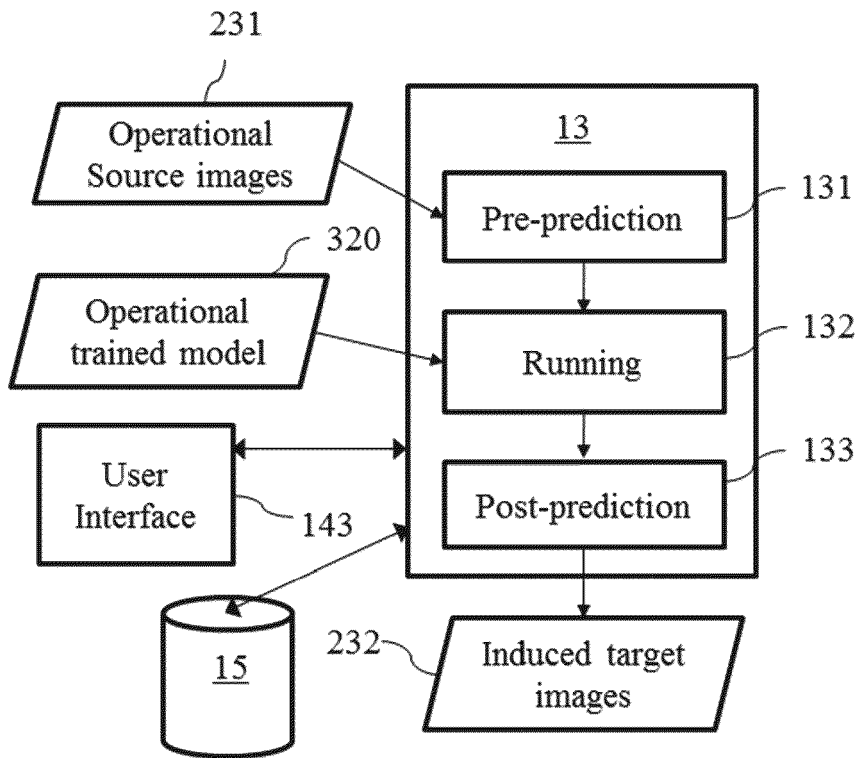 231
Operational
Source images
13
Pre-prediction
131
320
Operational
trained model
Running
132
User
Interface
143
Post-prediction
133
15
232
Induced target
images